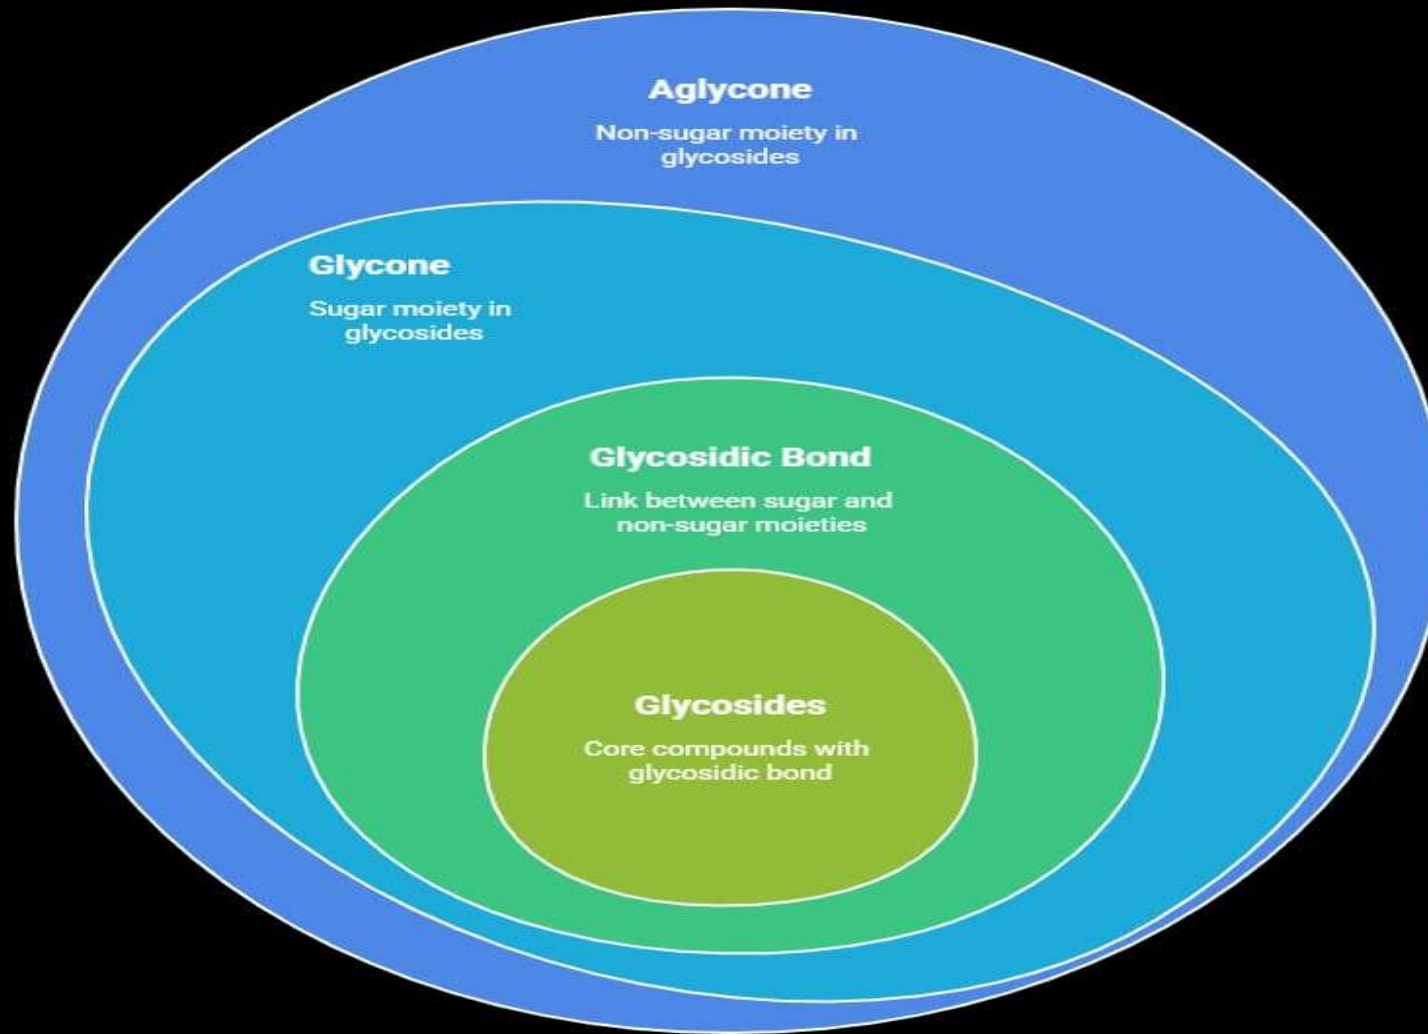 Aglycone
Non-sugar moiety in
glycosides
Glycone
Sugar moiety in
glycosides
Glycosidic Bond
Link between sugar and
non-sugar moieties
Glycosides
Core compounds with
glycosidic bond